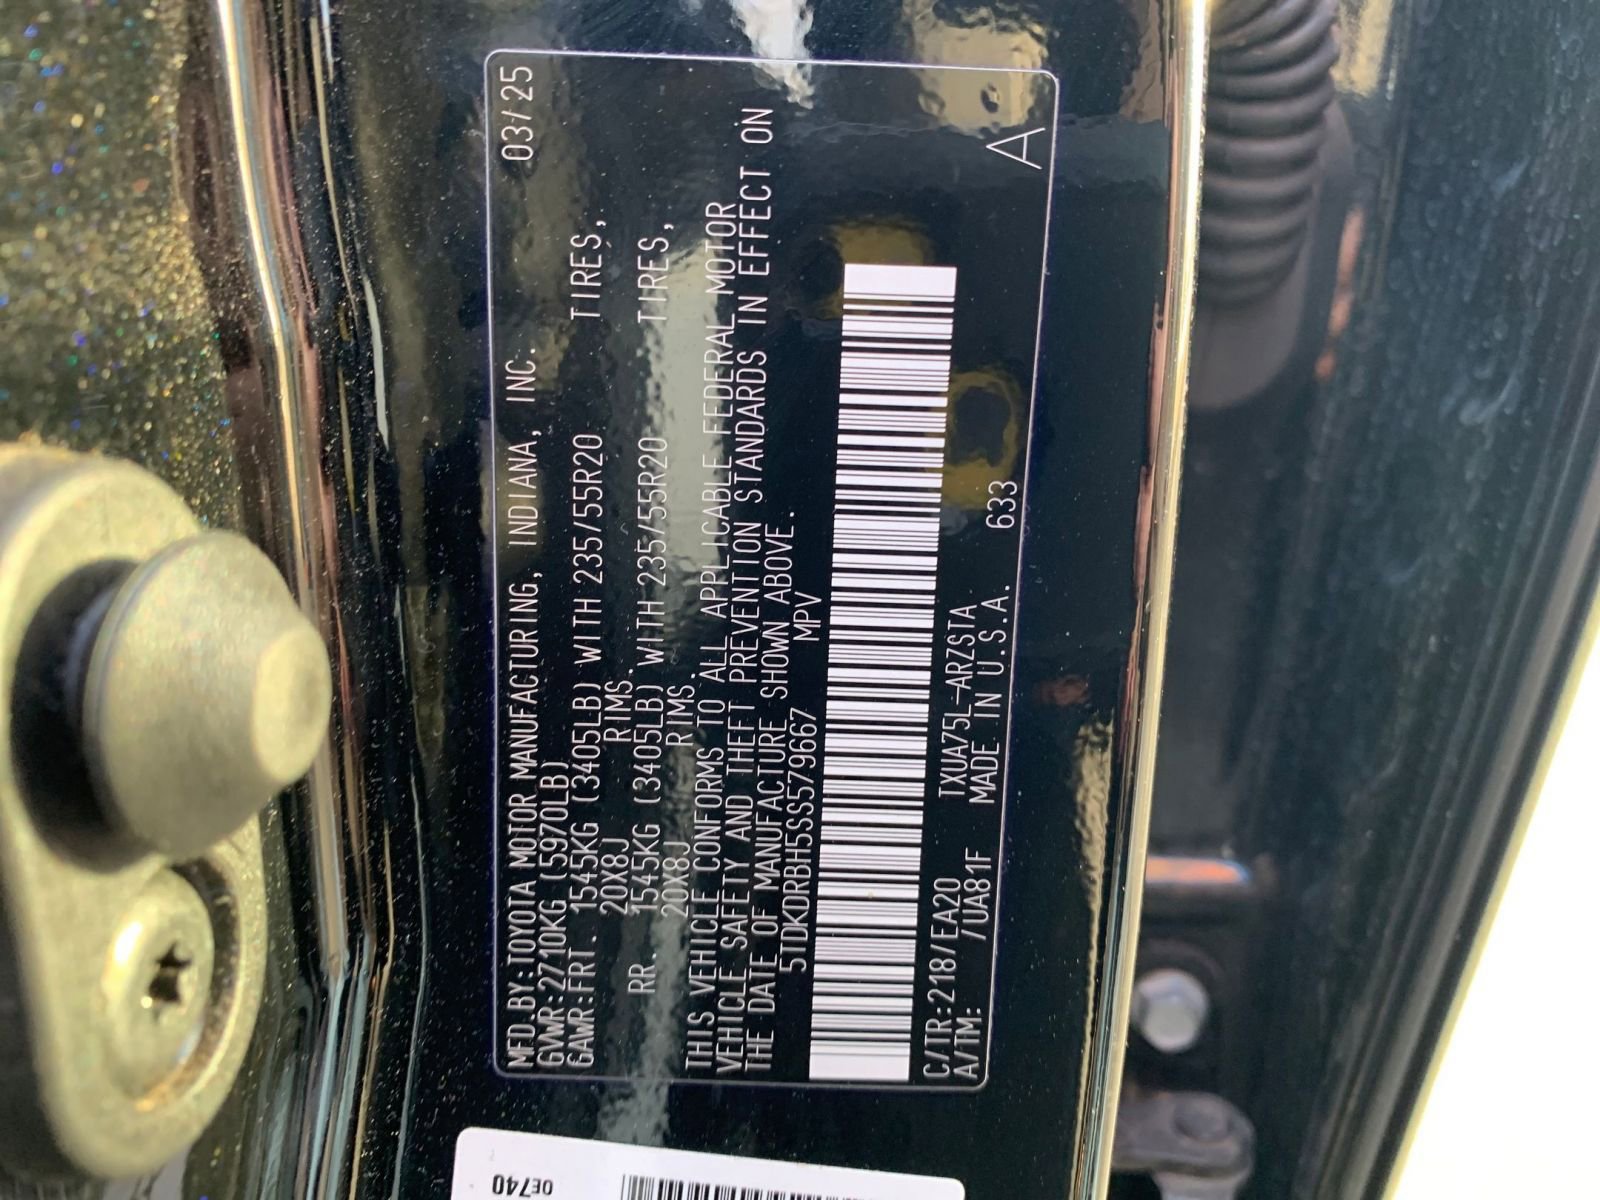 MFD.BY:TOYOTA MOTOR MANUFACTURING, INDIANA, INC. 03/25
GVWR:2710KG (5970LB)
GAWR:FRT. 1545KG (3405LB) WITH 235/55R20 TIRES,
20X8J RIMS.
RR. 1545KG (3405LB) WITH 235/55R20 TIRES,
20X8J RIMS.
THIS VEHICLE CONFORMS TO ALL APPLICABLE FEDERAL MOTOR
VEHICLE SAFETY AND THEFT PREVENTION STANDARDS IN EFFECT ON
THE DATE OF MANUFACTURE SHOWN ABOVE.
5TDKDRBH5SS579667 MPV
C/TR:218/EA20 TXUA75L-ARZSTA
A/TM: /UA81F MADE IN U.S.A. 633 A
0E740